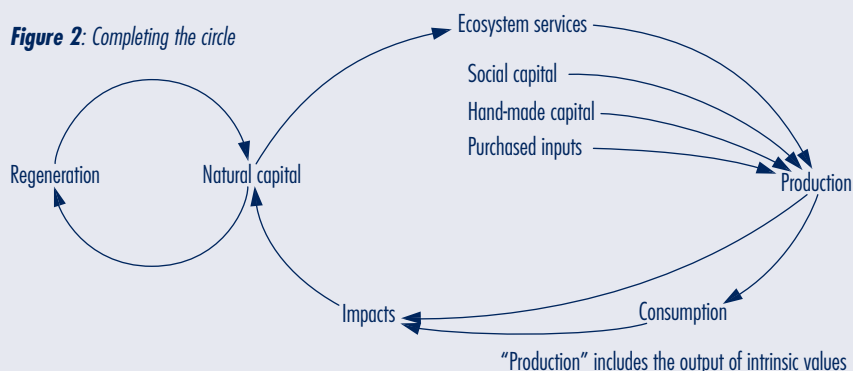 Figure 2: Completing the circle
Ecosystem services
Social capital
Hand-made capital
Purchased inputs
Regeneration
Natural capital
Production
Impacts
Consumption
“Production” includes the output of intrinsic values